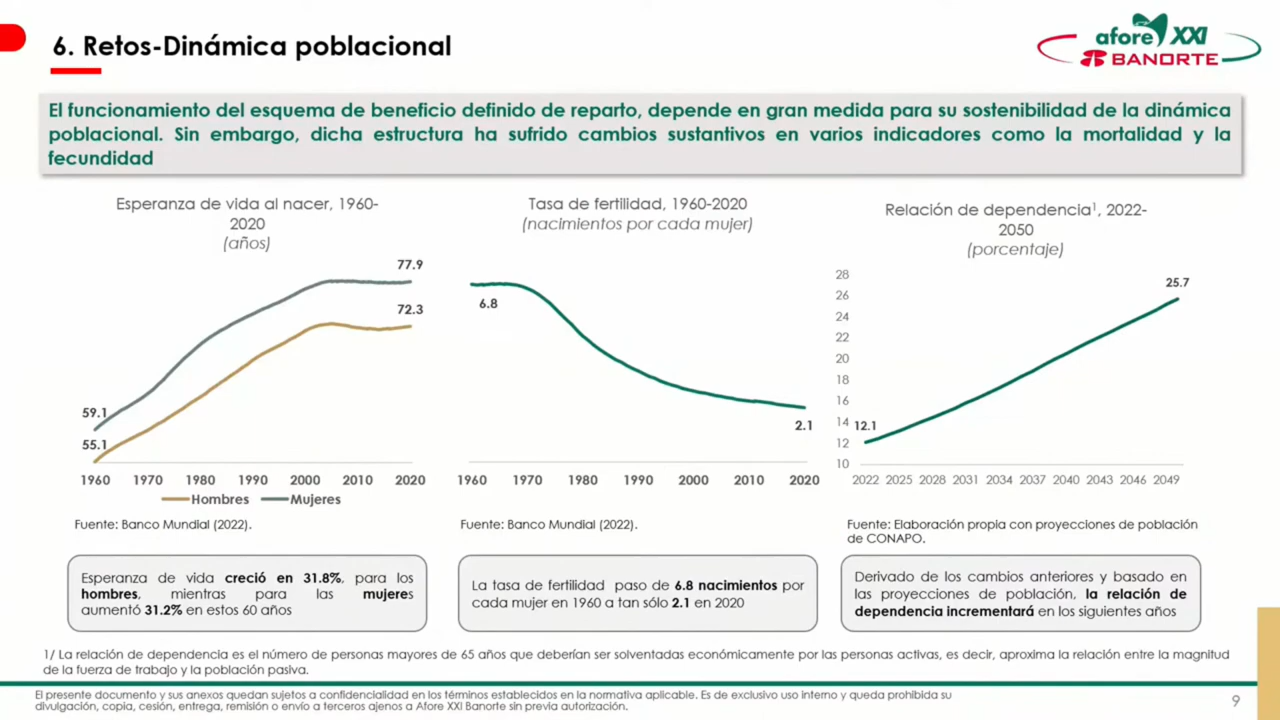 6. Retos-Dinámica poblacional
afore XXI
BANORTE
El funcionamiento del esquema de beneficio definido de reparto, depende en gran medida para su sostenibilidad de la dinámica
poblacional. Sin embargo, dicha estructura ha sufrido cambios sustantivos en varios indicadores como la mortalidad y la
fecundidad
Esperanza de vida al nacer, 1960-
2020
(años)
77.9
72.3
59.1
55.1
1960 1970 1980 1990 2000 2010 2020
Hombres Mujeres
Fuente: Banco Mundial (2022).
Esperanza de vida creció en 31.8%, para los
hombres, mientras para las mujeres
aumentó 31.2% en estos 60 años
Tasa de fertilidad, 1960-2020
(nacimientos por cada mujer)
6.8
2.1
1960 1970 1980 1990 2000 2010 2020
Fuente: Banco Mundial (2022).
La tasa de fertilidad paso de 6.8 nacimientos por
cada mujer en 1960 a tan sólo 2.1 en 2020
Relación de dependencia¹, 2022-
2050
(porcentaje)
28
26
24
22
20
18
16
14
12
10
25.7
12.1
2022 2025 2028 2031 2034 2037 2040 2043 2046 2049
Fuente: Elaboración propia con proyecciones de población
de CONAPO.
Derivado de los cambios anteriores y basado en
las proyecciones de población, la relación de
dependencia incrementará en los siguientes años
1/ La relación de dependencia es el número de personas mayores de 65 años que deberían ser solventadas económicamente por las personas activas, es decir, aproxima la relación entre la magnitud
de la fuerza de trabajo y la población pasiva.
El presente documento y sus anexos quedan sujetos a confidencialidad en los términos establecidos en la normativa aplicable. Es de exclusivo uso interno y queda prohibida su
divulgación, copia, cesión, entrega, remisión o envío a terceros ajenos a Afore XXI Banorte sin previa autorización.
9